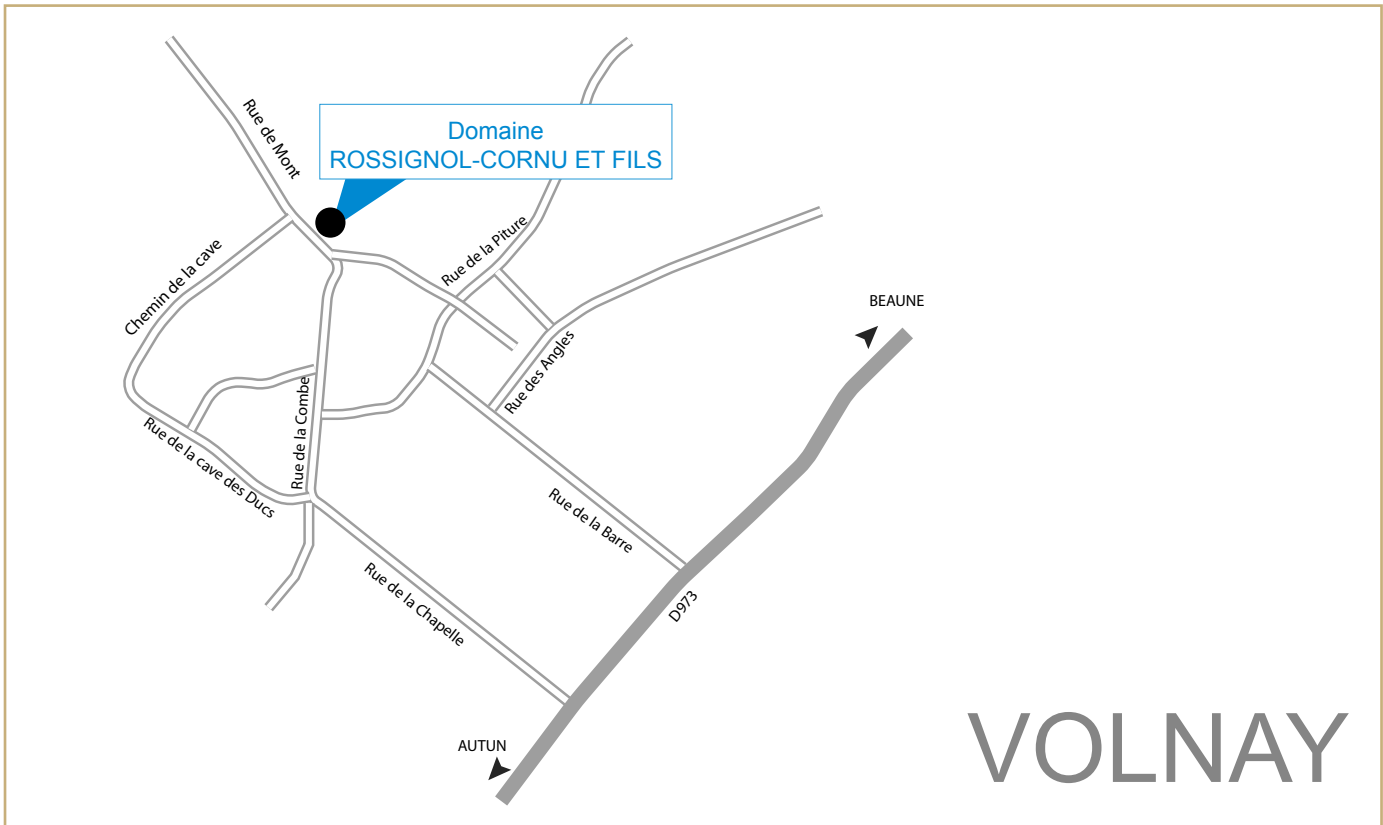 Rue de Mont
Domaine
ROSSIGNOL-CORNU ET FILS
Chemin de la cave
Rue de la Piture
BEAUNE
Rue des Angles
Rue de la Combe
Rue de la cave des Ducs
Rue de la Barre
Rue de la Chapelle
D973
AUTUN
VOLNAY